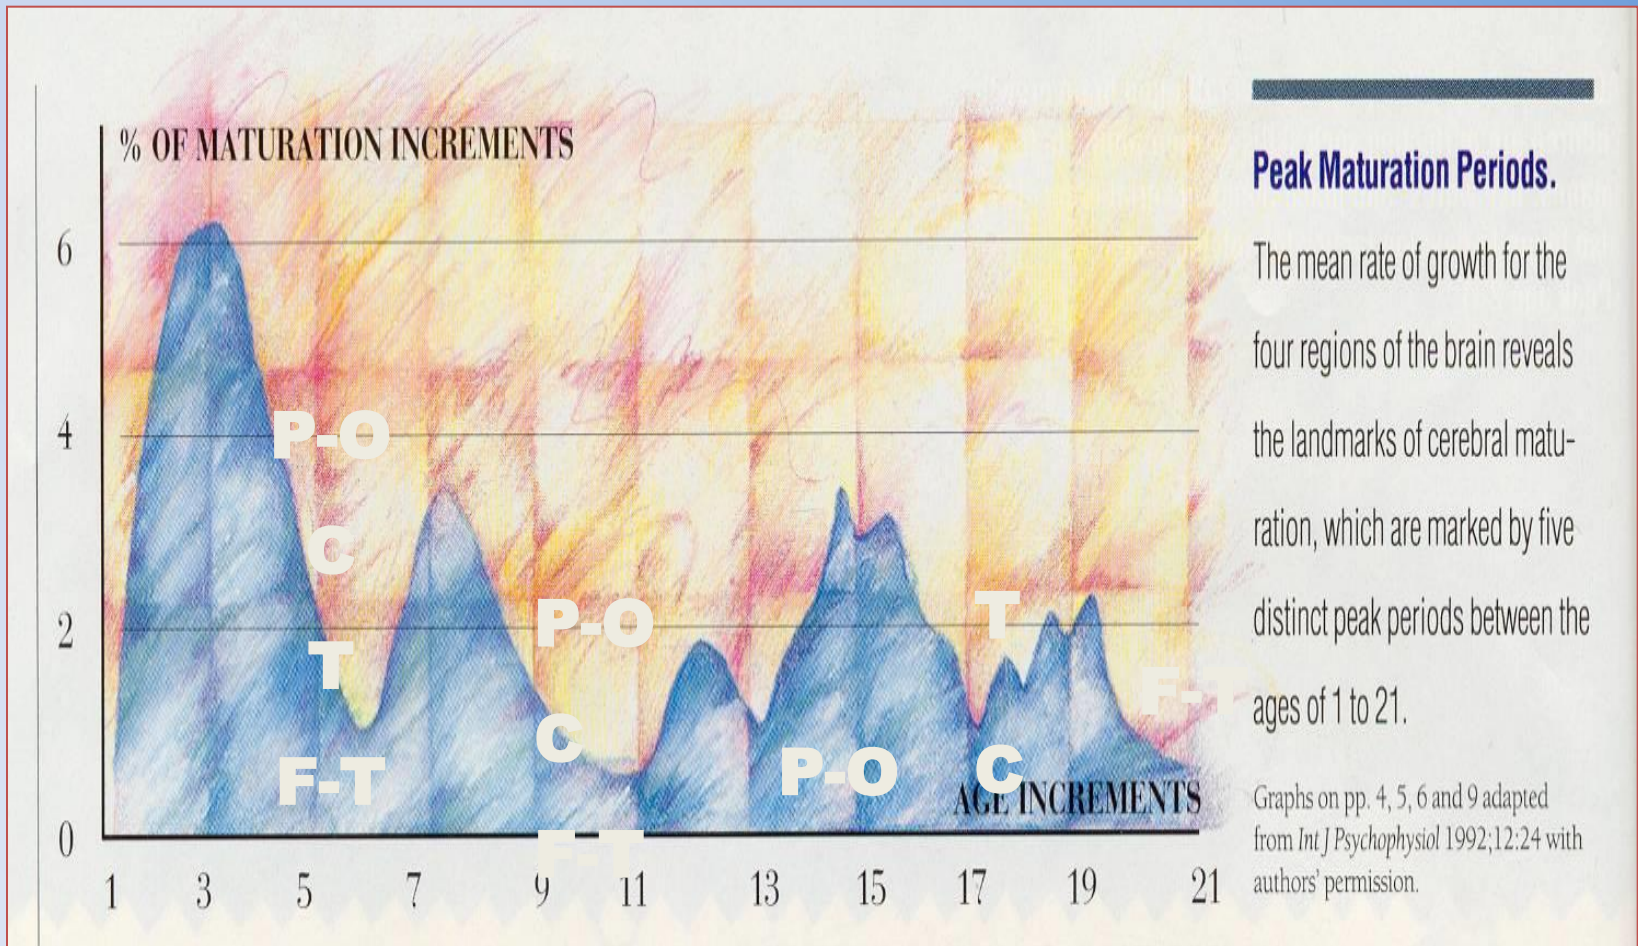 % OF MATURATION INCREMENTS
6
4
2
0
P-O
C
T
F-T
P-O
C
F-T
P-O
T
C
F-T
AGE INCREMENTS
1 3 5 7 9 11 13 15 17 19 21
Peak Maturation Periods.
The mean rate of growth for the
four regions of the brain reveals
the landmarks of cerebral matu-
ration, which are marked by five
distinct peak periods between the
ages of 1 to 21.
Graphs on pp. 4, 5, 6 and 9 adapted
from Int J Psychophysiol 1992;12:24 with
authors' permission.